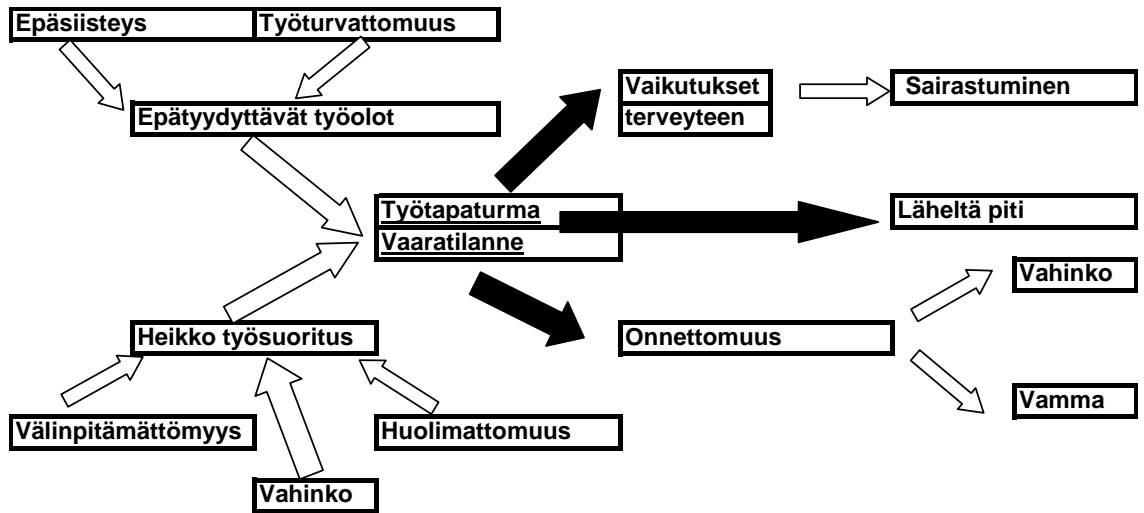 Epäsiisteys
Työturvattomuus
Epätyydyttävät työolot
Vaikutukset
terveyteen
Sairastuminen
Työtapaturma
Vaaratilanne
Läheltä piti
Vahinko
Heikko työsuoritus
Onnettomuus
Välinpitämättömyys
Huolimattomuus
Vamma
Vahinko